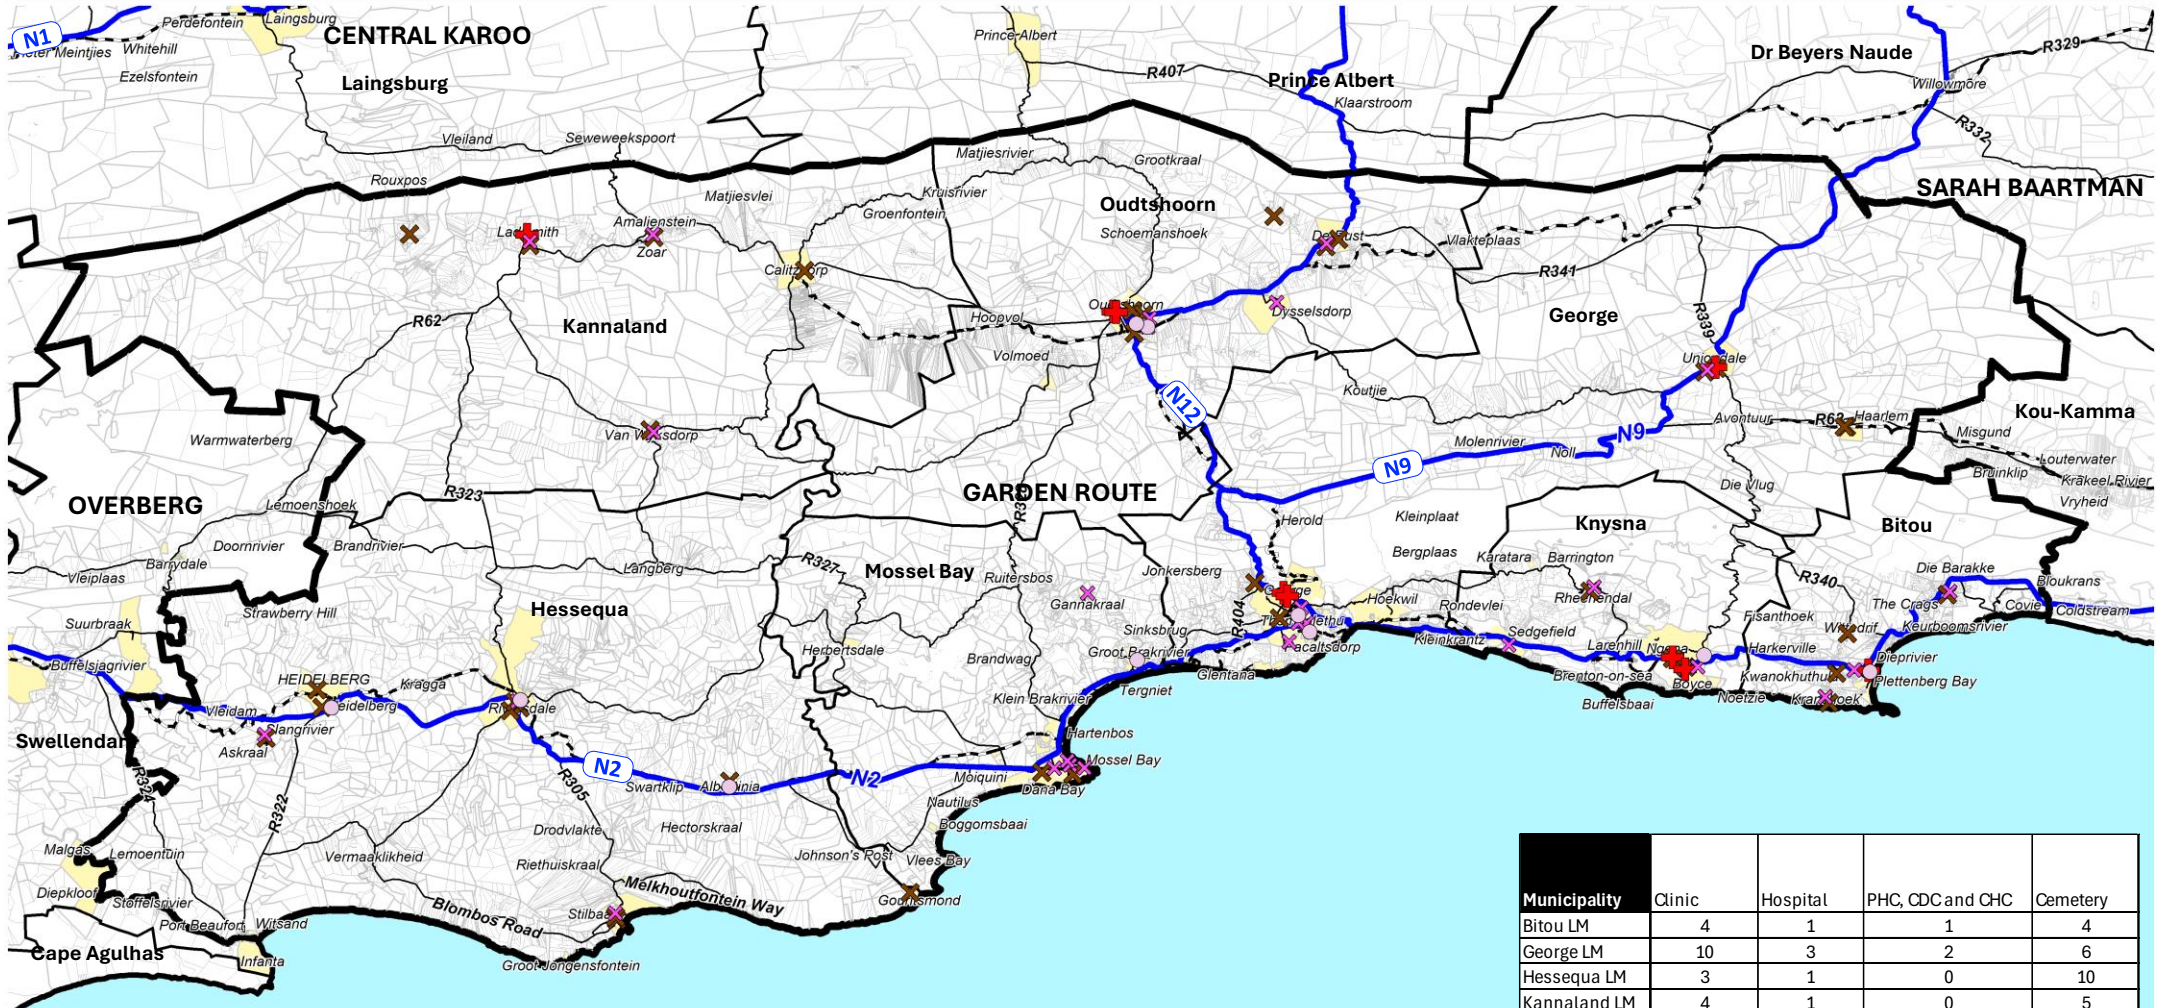 N1
Perdefontein
Laingsburg
Whitehill
Ezelsfontein
CENTRAL KAROO
Laingsburg
Prince Albert
R407
Prince Albert
Klaarstroom
Dr Beyers Naude
R329
Willowmore
R332
Vleiland
Seweweekspoort
Matjiesrivier
Grootkraal
Rouxpos
Matjiesvlei
Kruisrivier
Groenfontein
Oudtshoorn
Schoemanshoek
SARAH BAARTMAN
Amalienstein
Zoar
Vlakteplaas
R341
R62
Kannaland
Hoopvol
Volmoed
Dysselsdorp
George
R339
Koutjie
N12
Avontuur
Haarlem
Kou-Kamma
Misgund
Louterwater
Krakeel Rivier
Bruinklip
Vryheid
Warmwaterberg
Molenrivier
N9
Noll
N9
Die Vlug
OVERBERG
R323
Lemoenshoek
GARDEN ROUTE
Herold
Kleinplaat
Knysna
Bitou
Doornrivier
Brandrivier
Barrydale
Vleiplaas
Langberg
R327
Mossel Bay
Ruitersbos
Jonkersberg
Bergplaas
Karatara
Barrington
R340
Die Barakke
Bloukrans
Strawberry Hill
Hessequa
Gannakraal
R404
Hoekwil
Rondevlei
Fisanthoek
The Crags
Covie
Coldstream
Suurbraak
Sinksbrug
Kleinkrantz
Sedgefield
Larenhill
Harkerville
Keurboomsrivier
Buffelsjagrivier
Herbertsdale
Brandwag
Groot Brakrivier
Pacaltsdorp
Glentana
Brenton-on-sea
Boyce
Dieprivier
Plettenberg Bay
HEIDELBERG
Kragga
Klein Brakrivier
Tergniet
Buffelsbaai
Noetzie
Vleidam
Heidelberg
Slangrivier
Askraal
Swellendam
Hartenbos
Mossel Bay
R324
R322
N2
R305
Swartklip
N2
Moiquini
Dana Bay
Nautilus
Boggomsbaai
Drodvlakte
Hectorskraal
Malgas
Lemoentuin
Vermaaklikheid
Riethuiskraal
Johnson's Post
Vlees Bay
Diepkloof
Stoffelsrivier
Blombos Road
Melkhoutfontein Way
Gouritsmond
Port Beaufort
Witsand
Cape Agulhas
Infanta
Groot Jongensfontein
Municipality Clinic Hospital PHC, CDC and CHC Cemetery
Bitou LM 4 1 1 4
George LM 10 3 2 6
Hessequa LM 3 1 0 10
Kannaland LM 4 1 0 5